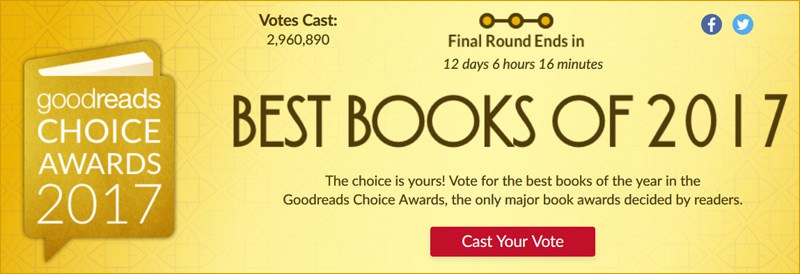 goodreads
CHOICE
AWARDS
2017
Votes Cast:
2,960,890
Final Round Ends in
12 days 6 hours 16 minutes
BEST BOOKS OF 2017
The choice is yours! Vote for the best books of the year in the
Goodreads Choice Awards, the only major book awards decided by readers.
Cast Your Vote